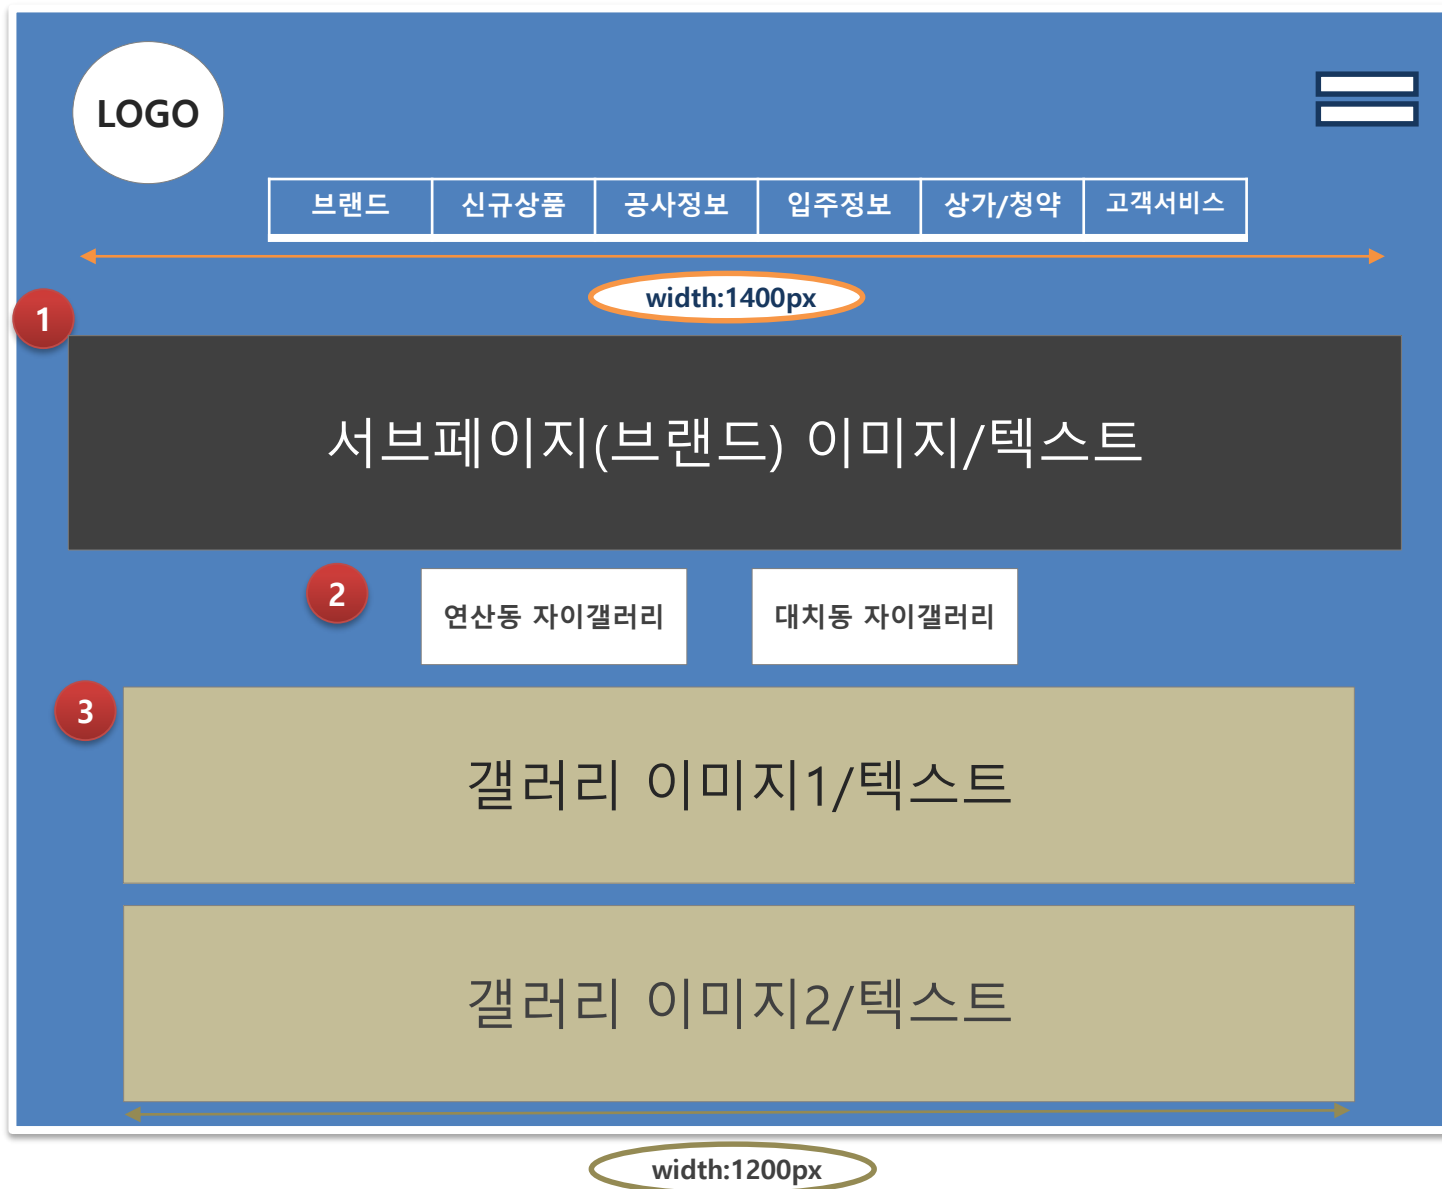 LOGO
브랜드 신규상품 공사정보 입주정보 상가/청약 고객서비스
width:1400px
1
서브페이지(브랜드) 이미지/텍스트
2
연산동 자이갤러리 대치동 자이갤러리
3
갤러리 이미지1/텍스트
갤러리 이미지2/텍스트
width:1200px